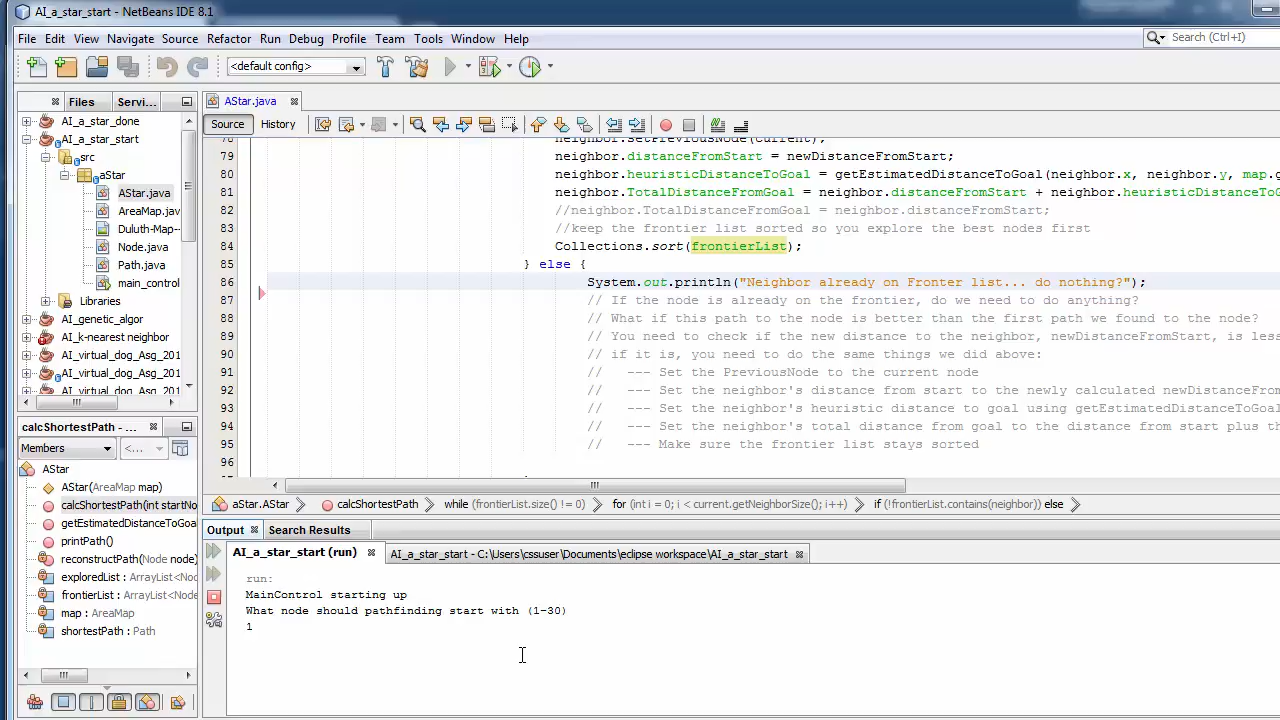 AI_a_star_start - NetBeans IDE 8.1
File Edit View Navigate Source Refactor Run Debug Profile Team Tools Window Help
Search (Ctrl+I)
<default config>
Files Servi...
AI_a_star_done
AI_a_star_start
src
aStar
AStar.java
AreaMap.jav
Duluth-Map-
Node.java
Path.java
main_control
Libraries
AI_genetic_algor
AI_k-nearest neighbor
AI_virtual_dog_Asg_201
AI_virtual_dog_Asg_201
AI_virtual_dog_Asg_201
calcShortestPath - ...
Members <...
AStar
AStar(AreaMap map)
calcShortestPath(int startNo
getEstimatedDistanceToGoa
printPath()
reconstructPath(Node node)
exploredList : ArrayList<Nod
frontierList : ArrayList<Node
map : AreaMap
shortestPath : Path
AStar.java
Source History
78 neighbor.setPreviousNode(current);
79 neighbor.distanceFromStart = newDistanceFromStart;
80 neighbor.heuristicDistanceToGoal = getEstimatedDistanceToGoal(neighbor.x, neighbor.y, map.g
81 neighbor.TotalDistanceFromGoal = neighbor.distanceFromStart + neighbor.heuristicDistanceToG
82 //neighbor.TotalDistanceFromGoal = neighbor.distanceFromStart;
83 //keep the frontier list sorted so you explore the best nodes first
84 Collections.sort(frontierList);
85 } else {
86 System.out.println("Neighbor already on Fronter list... do nothing?");
87 // If the node is already on the frontier, do we need to do anything?
88 // What if this path to the node is better than the first path we found to the node?
89 // You need to check if the new distance to the neighbor, newDistanceFromStart, is less
90 // if it is, you need to do the same things we did above:
91 // --- Set the PreviousNode to the current node
92 // --- Set the neighbor's distance from start to the newly calculated newDistanceFrom
93 // --- Set the neighbor's heuristic distance to goal using getEstimatedDistanceToGoal
94 // --- Set the neighbor's total distance from goal to the distance from start plus th
95 // --- Make sure the frontier list stays sorted
96
aStar.AStar calcShortestPath while (frontierList.size() != 0) for (int i = 0; i < current.getNeighborSize(); i++) if (!frontierList.contains(neighbor)) else
Output Search Results
AI_a_star_start (run) AI_a_star_start - C:\Users\cssuser\Documents\eclipse workspace\AI_a_star_start
run:
MainControl starting up
What node should pathfinding start with (1-30)
1